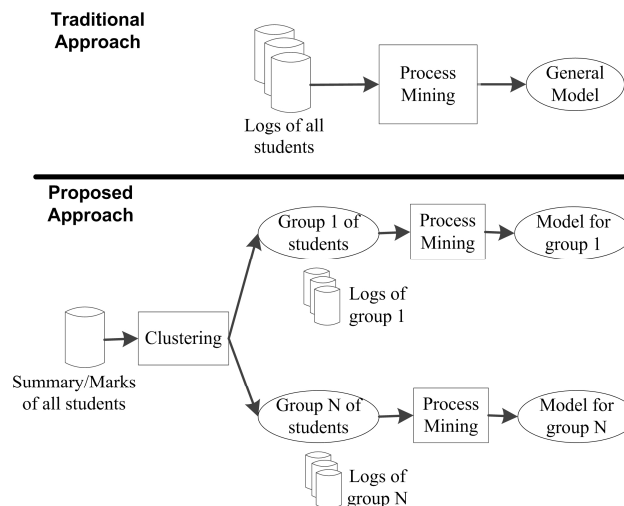 Traditional
Approach
Process
Mining
General
Model
Logs of all
students
Proposed
Approach
Group 1 of
students
Process
Mining
Model for
group 1
Logs of
group 1
Clustering
Summary/Marks
of all students
Group N of
students
Process
Mining
Model for
group N
Logs of
group N